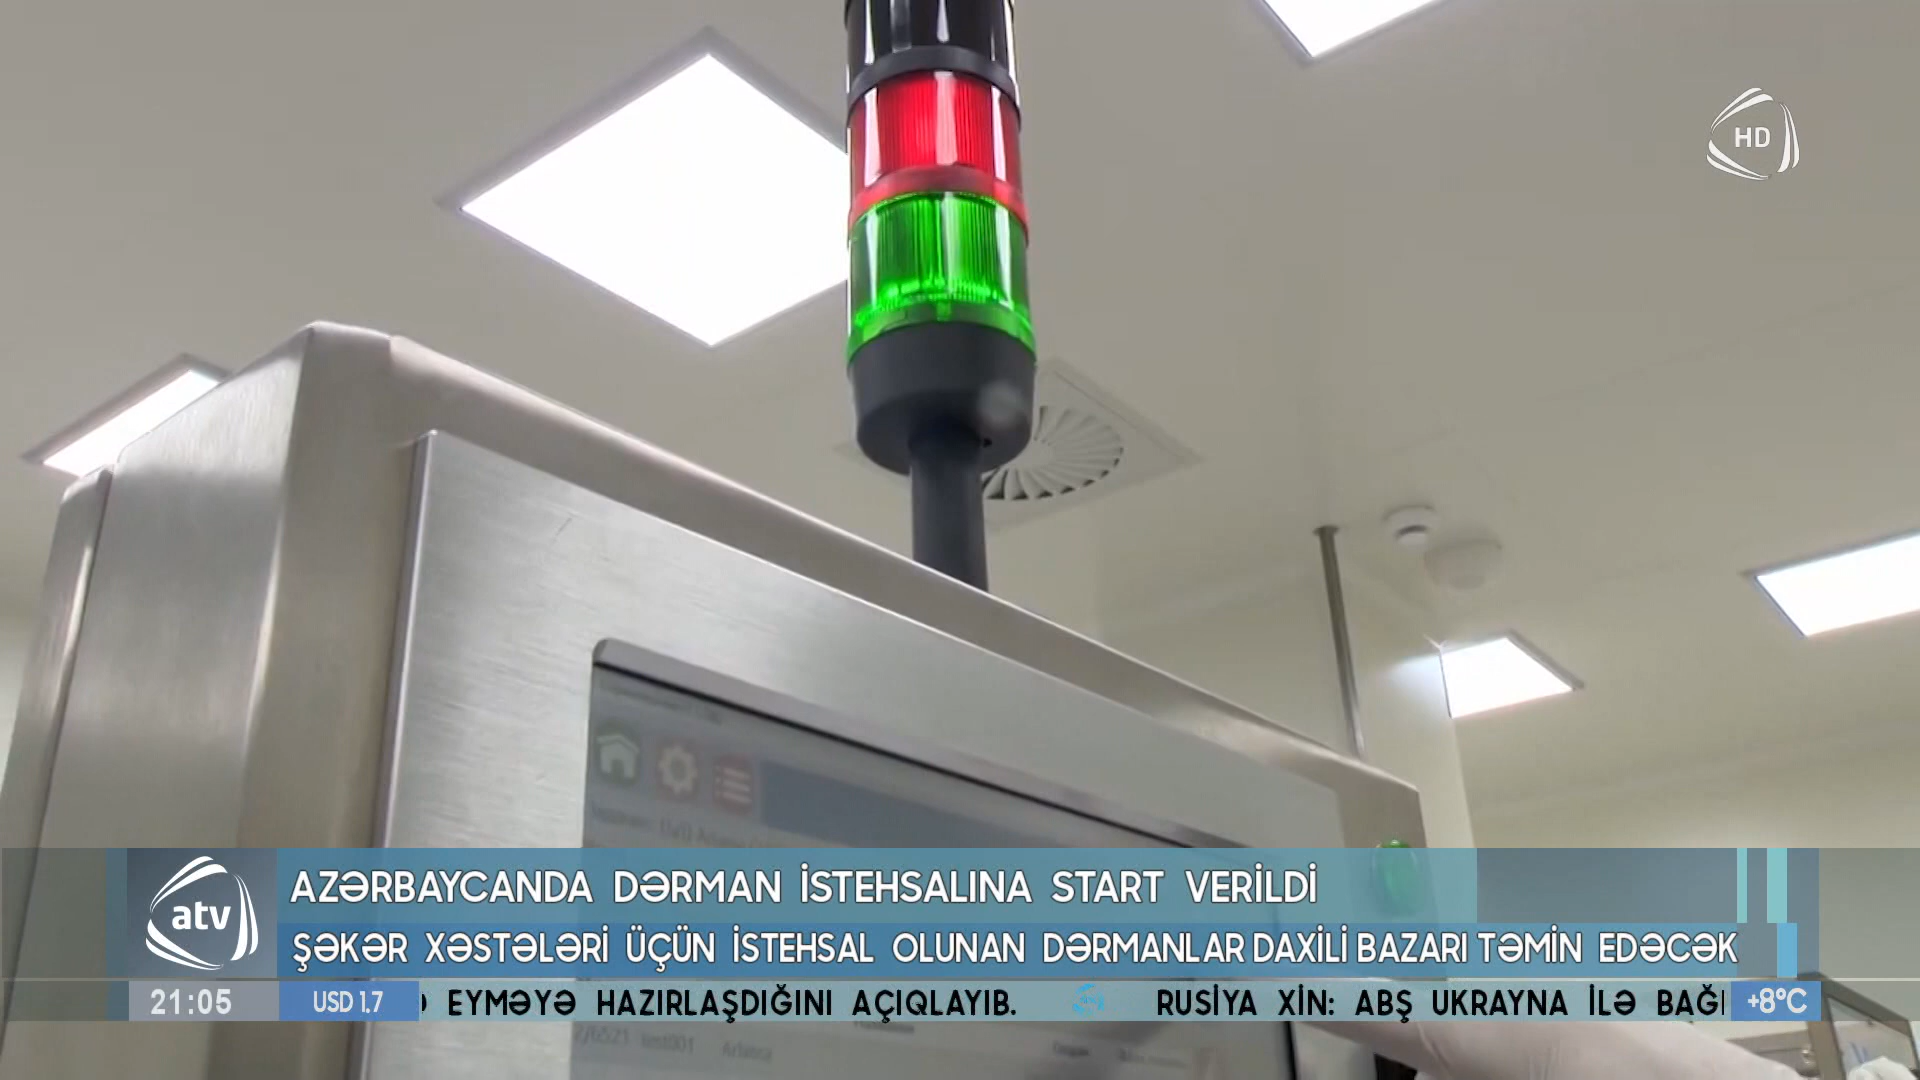 HD
AZƏRBAYCANDA DƏRMAN İSTEHSALINA START VERİLDİ
atv
ŞƏKƏR XƏSTƏLƏRİ ÜÇÜN İSTEHSAL OLUNAN DƏRMANLAR DAXİLİ BAZARI TƏMİN EDƏCƏK
21:05 USD 1.7 EYMƏYƏ HAZIRLAŞDIĞINI AÇIQLAYIB. RUSİYA XİN: ABŞ UKRAYNA İLƏ BAĞ +8°C